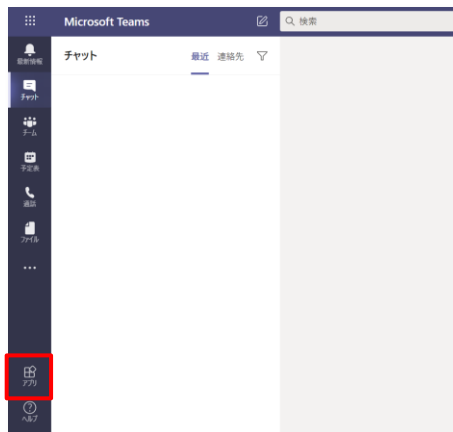 Microsoft Teams
検索
最新情報
チャット
最近 連絡先
チャット
チーム
予定表
通話
ファイル
アプリ
ヘルプ